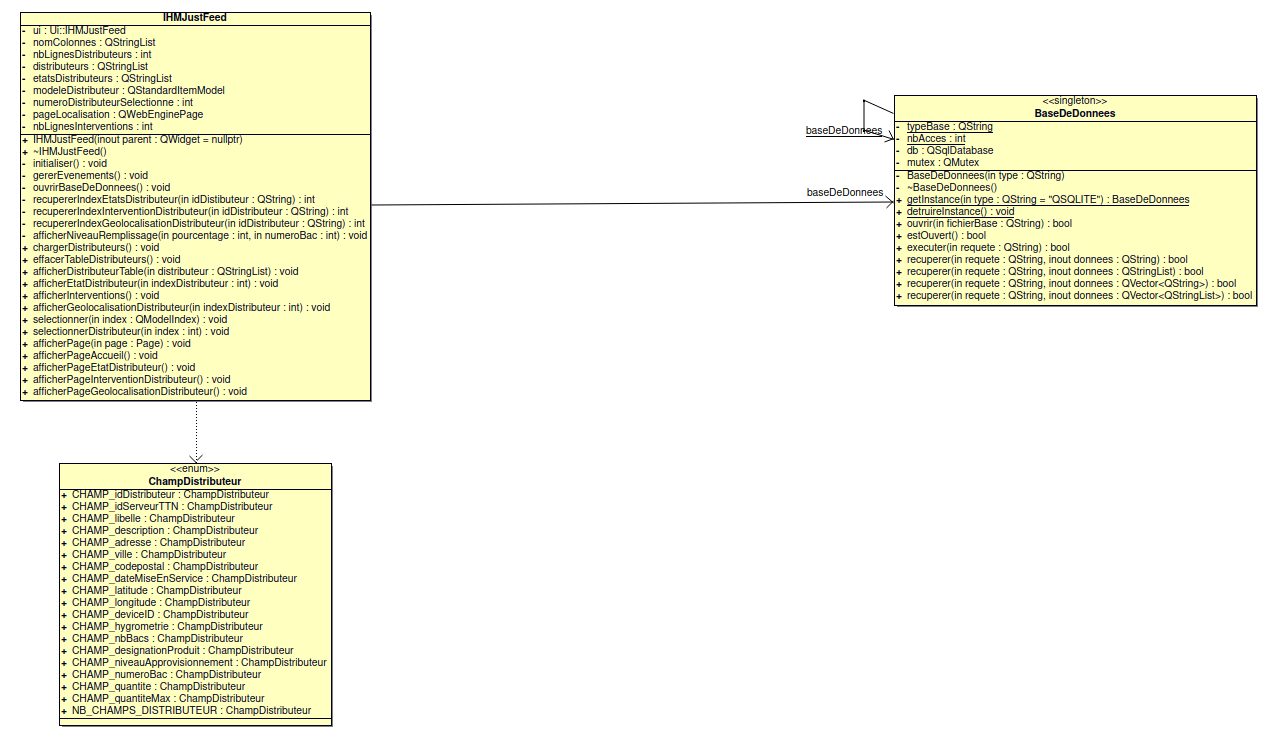 IHMJustFeed
- ui : Ui::IHMJustFeed
- nomColonnes : QStringList
- nbLignesDistributeurs : int
- distributeurs : QStringList
- etatsDistributeurs : QStringList
- modeleDistributeur : QStandardItemModel
- numeroDistributeurSelectionne : int
- pageLocalisation : QWebEnginePage
- nbLignesInterventions : int
+ IHMJustFeed(inout parent : QWidget = nullptr)
+ ~IHMJustFeed()
- initialiser() : void
- gererEvenements() : void
- ouvrirBaseDeDonnees() : void
- recupererIndexEtatsDistributeur(in idDistibuteur : QString) : int
- recupererIndexInterventionDistributeur(in idDistributeur : QString) : int
- recupererIndexGeolocalisationDistributeur(in idDistributeur : QString) : int
- afficherNiveauRemplissage(in pourcentage : int, in numeroBac : int) : void
+ chargerDistributeurs() : void
+ effacerTableDistributeurs() : void
+ afficherDistributeurTable(in distributeur : QStringList) : void
+ afficherEtatDistributeur(in indexDistributeur : int) : void
+ afficherInterventions() : void
+ afficherGeolocalisationDistributeur(in indexDistributeur : int) : void
+ selectionner(in index : QModelIndex) : void
+ selectionnerDistributeur(in index : int) : void
+ afficherPage(in page : Page) : void
+ afficherPageAccueil() : void
+ afficherPageEtatDistributeur() : void
+ afficherPageInterventionDistributeur() : void
+ afficherPageGeolocalisationDistributeur() : void
baseDeDonnees
baseDeDonnees
<<singleton>>
BaseDeDonnees
- typeBase : QString
- nbAcces : int
- db : QSqlDatabase
- mutex : QMutex
- BaseDeDonnees(in type : QString)
- ~BaseDeDonnees()
+ getInstance(in type : QString = "QSQLITE") : BaseDeDonnees
+ detruireInstance() : void
+ ouvrir(in fichierBase : QString) : bool
+ estOuvert() : bool
+ executer(in requete : QString) : bool
+ recuperer(in requete : QString, inout donnees : QString) : bool
+ recuperer(in requete : QString, inout donnees : QStringList) : bool
+ recuperer(in requete : QString, inout donnees : QVector<QString>) : bool
+ recuperer(in requete : QString, inout donnees : QVector<QStringList>) : bool
<<enum>>
ChampDistributeur
+ CHAMP_idDistributeur : ChampDistributeur
+ CHAMP_idServeurTTN : ChampDistributeur
+ CHAMP_libelle : ChampDistributeur
+ CHAMP_description : ChampDistributeur
+ CHAMP_adresse : ChampDistributeur
+ CHAMP_ville : ChampDistributeur
+ CHAMP_codepostal : ChampDistributeur
+ CHAMP_dateMiseEnService : ChampDistributeur
+ CHAMP_latitude : ChampDistributeur
+ CHAMP_longitude : ChampDistributeur
+ CHAMP_deviceID : ChampDistributeur
+ CHAMP_hygrometrie : ChampDistributeur
+ CHAMP_nbBacs : ChampDistributeur
+ CHAMP_designationProduit : ChampDistributeur
+ CHAMP_niveauApprovisionnement : ChampDistributeur
+ CHAMP_numeroBac : ChampDistributeur
+ CHAMP_quantite : ChampDistributeur
+ CHAMP_quantiteMax : ChampDistributeur
+ NB_CHAMPS_DISTRIBUTEUR : ChampDistributeur